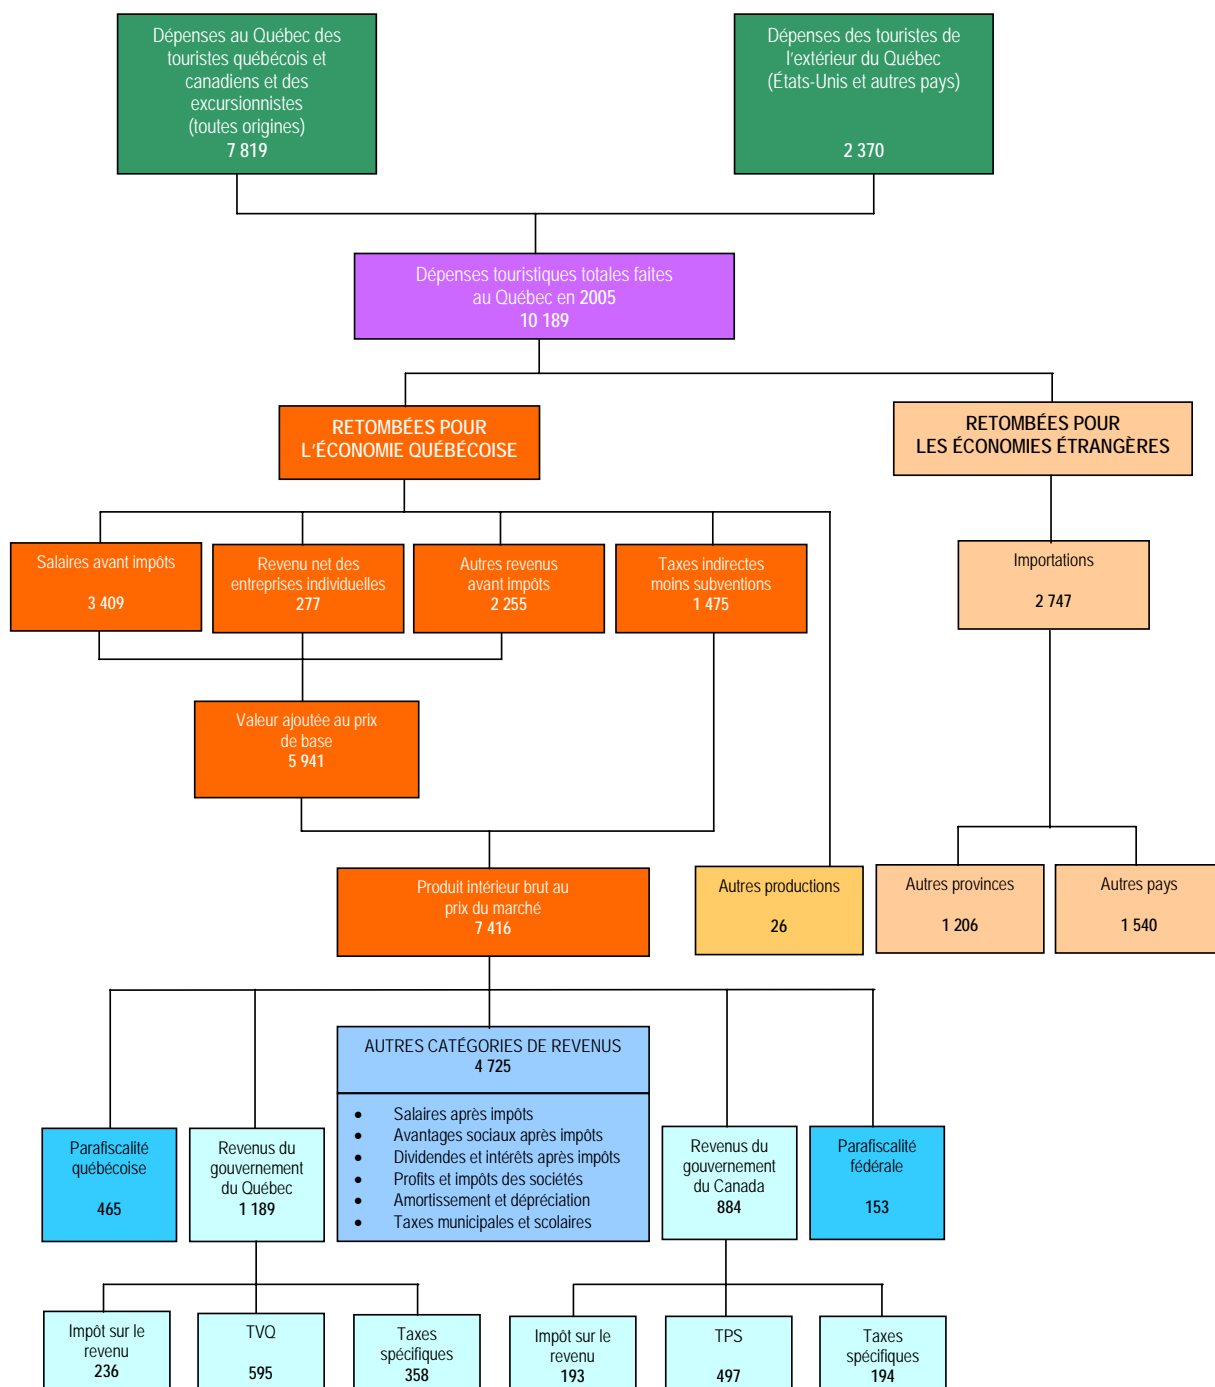 Dépenses au Québec des
touristes québécois et
canadiens et des
excursionnistes
(toutes origines)
7 819
Dépenses des touristes de
l'extérieur du Québec
(États-Unis et autres pays)
2 370
Dépenses touristiques totales faites
au Québec en 2005
10 189
RETOMBÉES POUR
L'ÉCONOMIE QUÉBÉCOISE
RETOMBÉES POUR
LES ÉCONOMIES ÉTRANGÈRES
Salaires avant impôts
3 409
Revenu net des
entreprises individuelles
277
Autres revenus
avant impôts
2 255
Taxes indirectes
moins subventions
1 475
Importations
2 747
Valeur ajoutée au prix
de base
5 941
Produit intérieur brut au
prix du marché
7 416
Autres productions
26
Autres provinces
1 206
Autres pays
1 540
AUTRES CATÉGORIES DE REVENUS
4 725
• Salaires après impôts
• Avantages sociaux après impôts
• Dividendes et intérêts après impôts
• Profits et impôts des sociétés
• Amortissement et dépréciation
• Taxes municipales et scolaires
Parafiscalité
québécoise
465
Revenus du
gouvernement
du Québec
1 189
Revenus du
gouvernement
du Canada
884
Parafiscalité
fédérale
153
Impôt sur le
revenu
236
TVQ
595
Taxes
spécifiques
358
Impôt sur le
revenu
193
TPS
497
Taxes
spécifiques
194